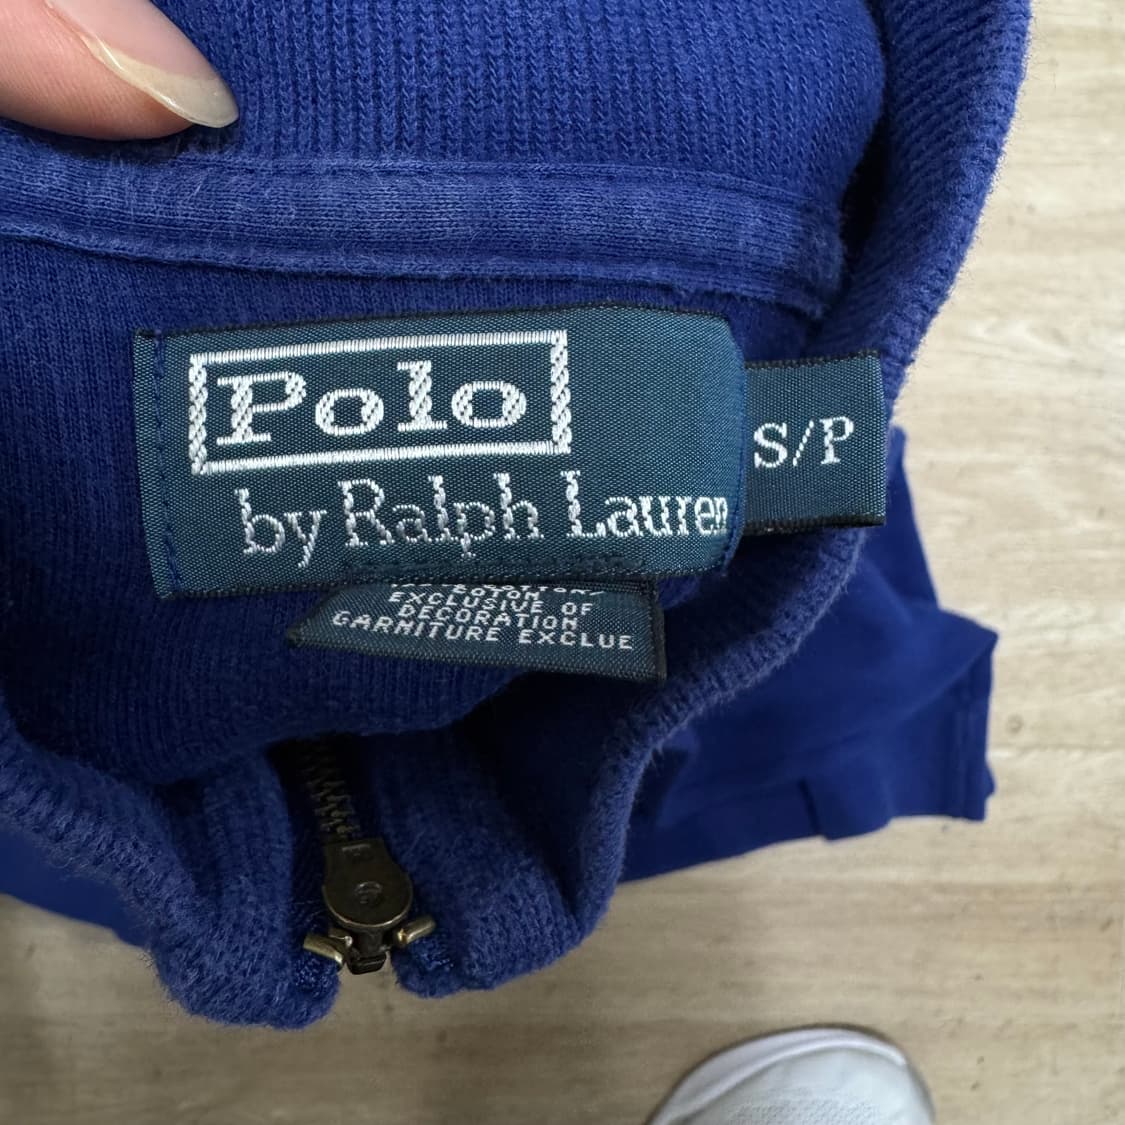 Polo
by Ralph Lauren
S/P
EXCLUSIVE OF
DECORATION
GARNITURE EXCLUE